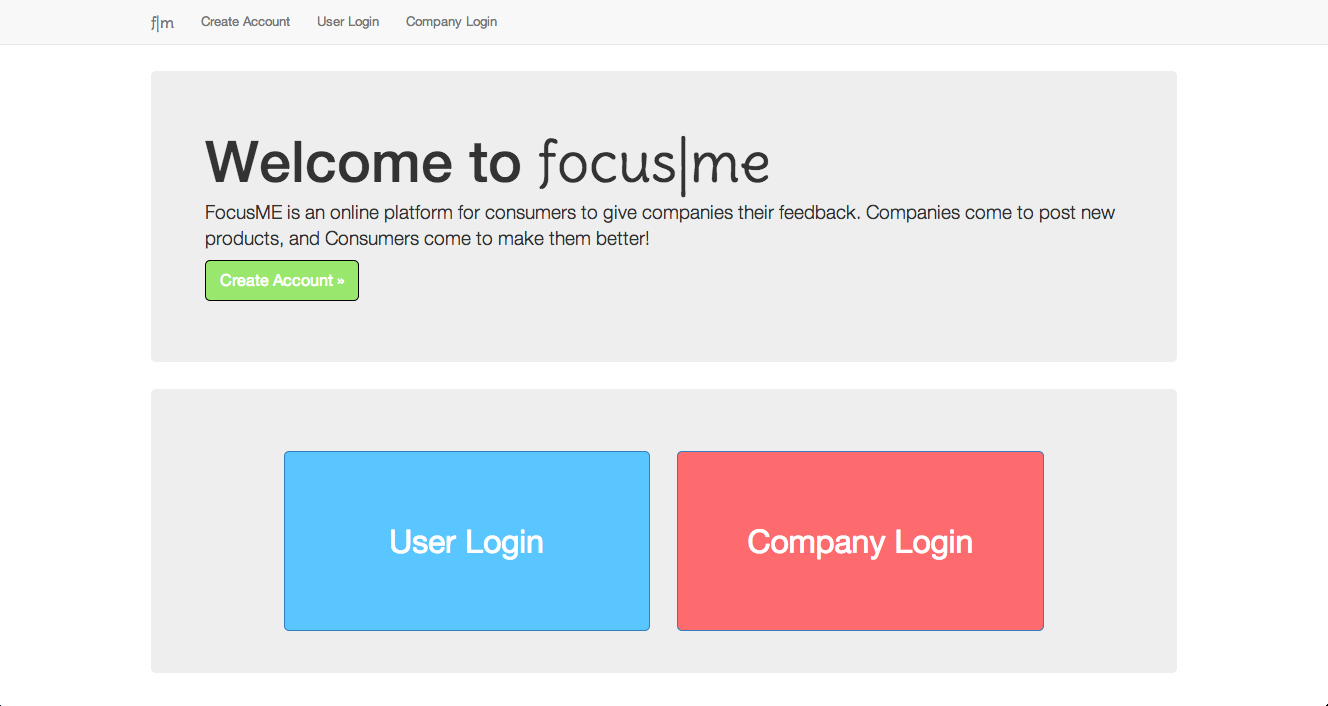 f|m Create Account User Login Company Login
Welcome to focus|me
FocusME is an online platform for consumers to give companies their feedback. Companies come to post new
products, and Consumers come to make them better!
Create Account »
User Login Company Login